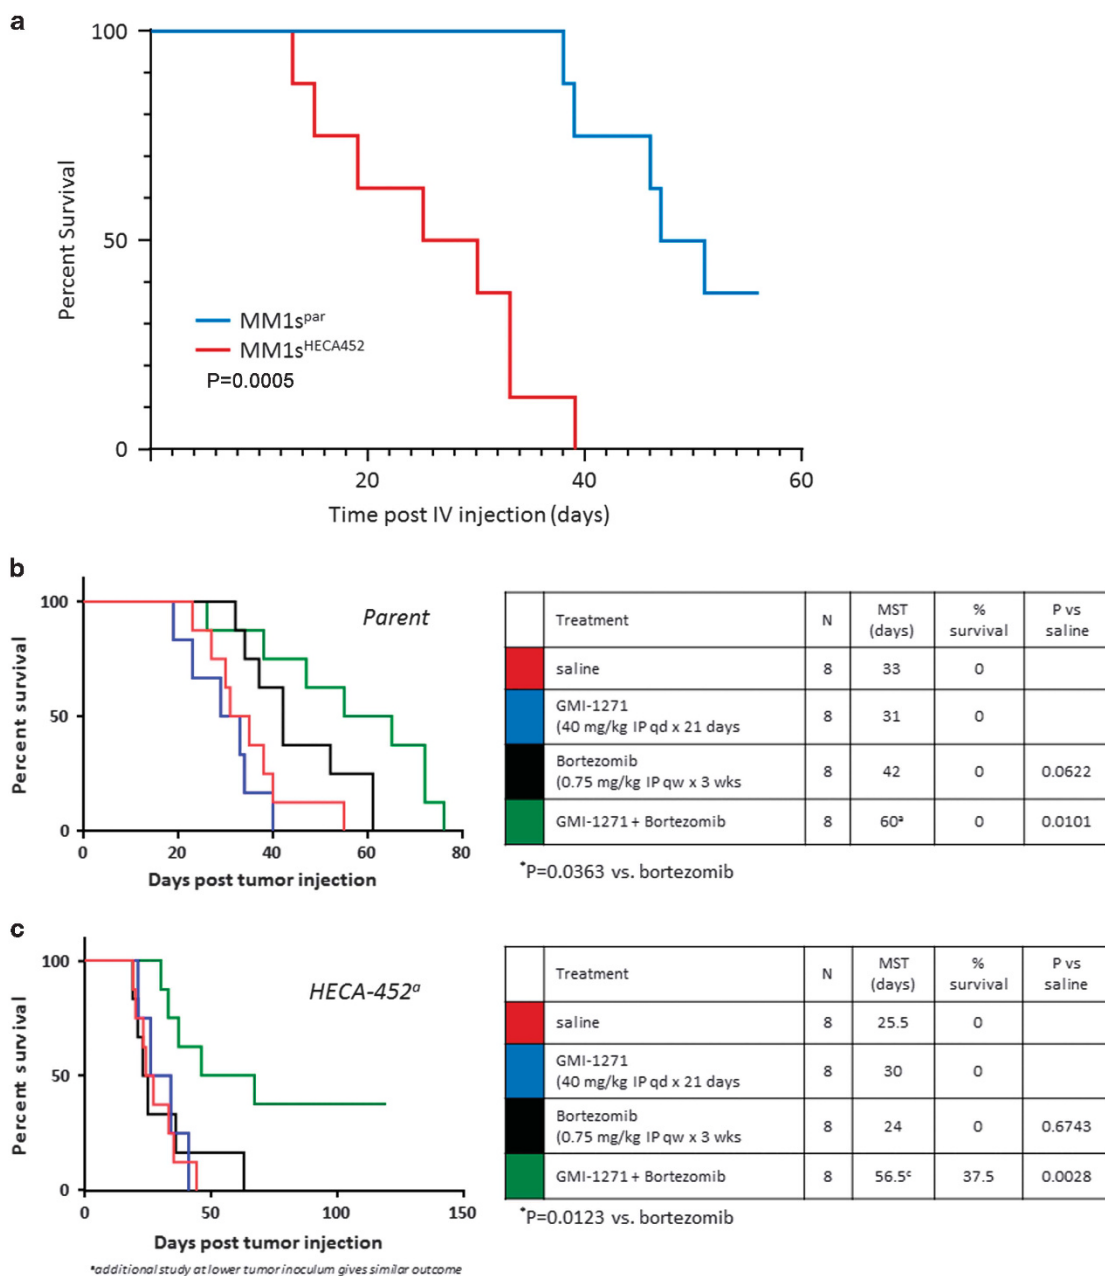 a
100
50
0
Percent Survival
MM1s^par
MM1s^HECA452
P=0.0005
20 40 60
Time post IV injection (days)
b
100
50
0
Percent survival
Parent
0 20 40 60 80
Days post tumor injection
Treatment N MST (days) % survival P vs saline
saline 8 33 0
GMI-1271
(40 mg/kg IP qd x 21 days 8 31 0
Bortezomib
(0.75 mg/kg IP qw x 3 wks 8 42 0 0.0622
GMI-1271 + Bortezomib 8 60ᵃ 0 0.0101
*P=0.0363 vs. bortezomib
c
100
50
0
Percent survival
HECA-452ᵃ
0 50 100 150
Days post tumor injection
*additional study at lower tumor inoculum gives similar outcome
Treatment N MST (days) % survival P vs saline
saline 8 25.5 0
GMI-1271
(40 mg/kg IP qd x 21 days 8 30 0
Bortezomib
(0.75 mg/kg IP qw x 3 wks 8 24 0 0.6743
GMI-1271 + Bortezomib 8 56.5ᶜ 37.5 0.0028
*P=0.0123 vs. bortezomib